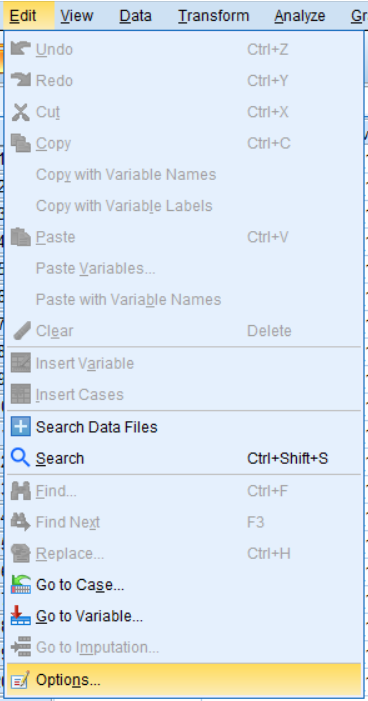 Edit View Data Transform Analyze Gr
Undo Ctrl+Z
Redo Ctrl+Y
Cut Ctrl+X
Copy Ctrl+C
Copy with Variable Names
Copy with Variable Labels
Paste Ctrl+V
Paste Variables...
Paste with Variable Names
Clear Delete
Insert Variable
Insert Cases
Search Data Files
Search Ctrl+Shift+S
Find... Ctrl+F
Find Next F3
Replace... Ctrl+H
Go to Case...
Go to Variable...
Go to Imputation...
Options...